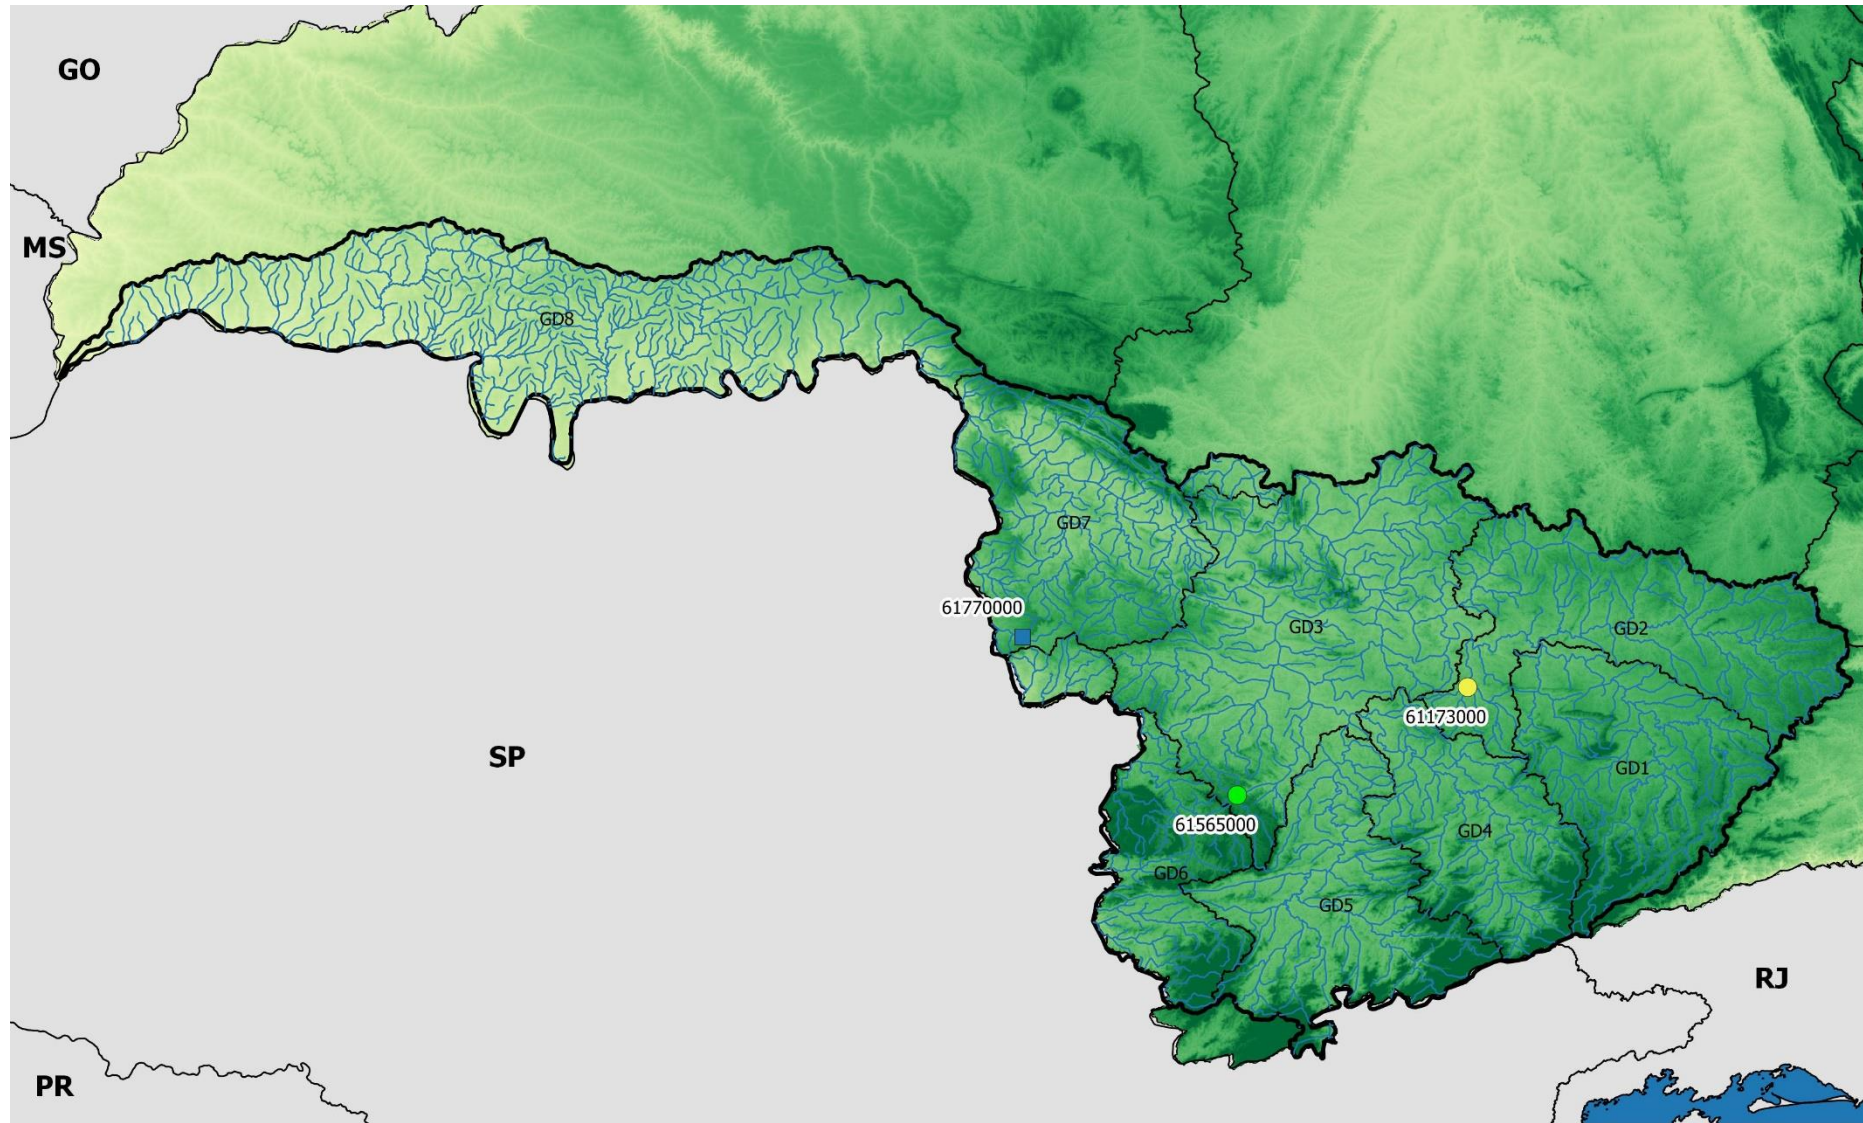 GO
MS
GD8
GD7
61770000
GD3
GD2
61173000
SP
GD1
61565000
GD4
GD6
GD5
RJ
PR